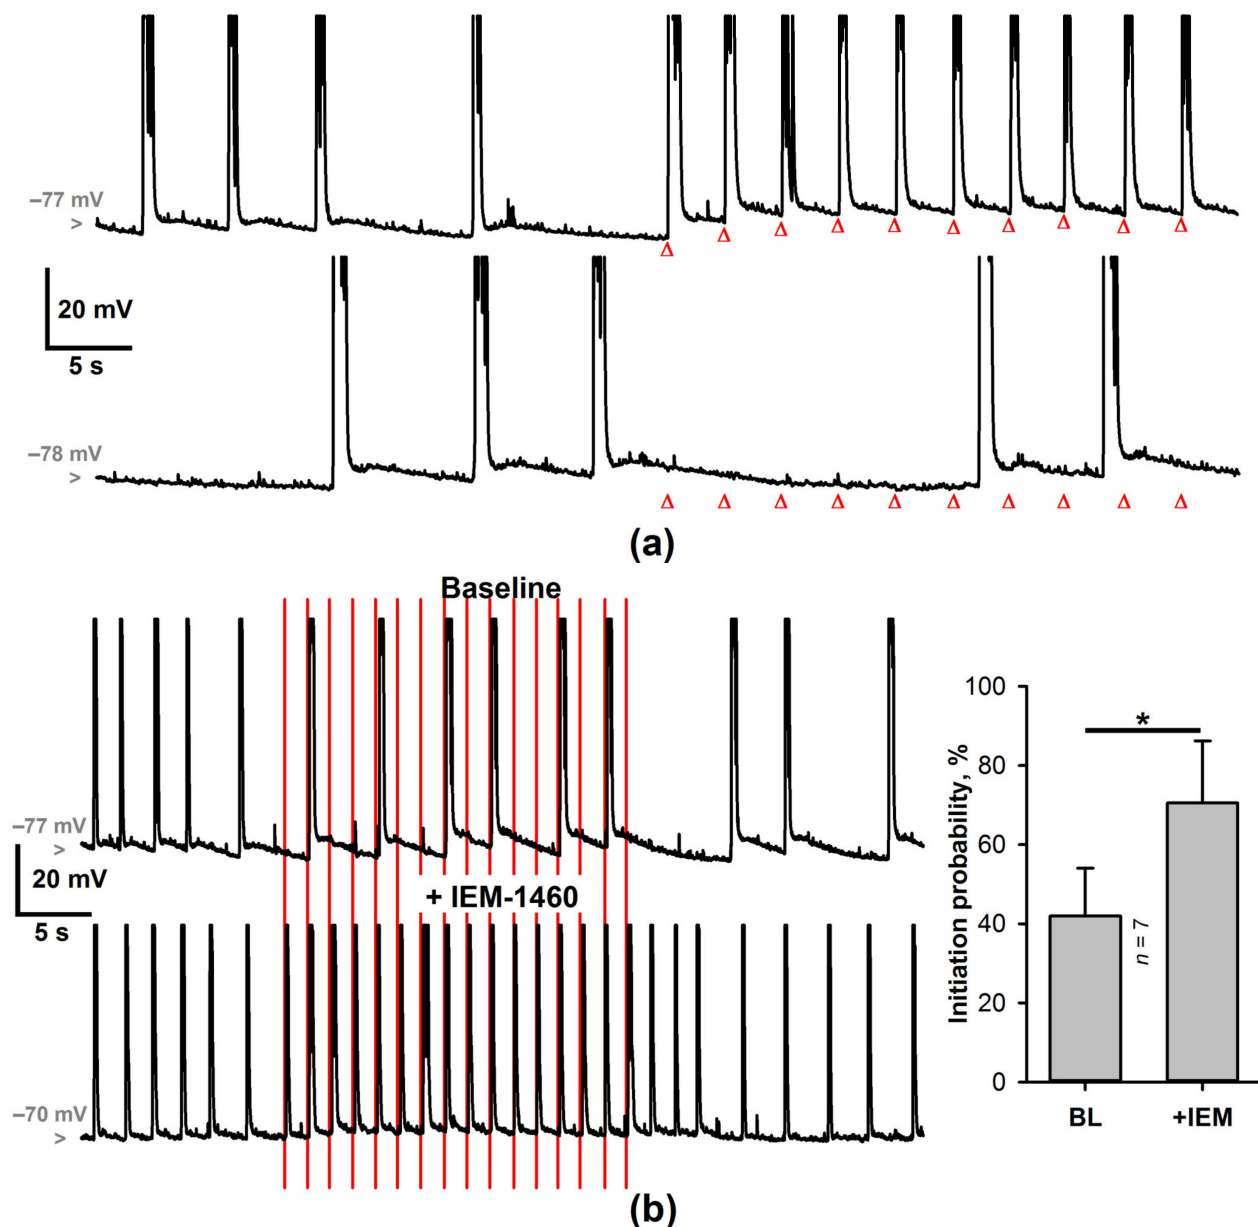 −77 mV
>
Δ Δ Δ Δ Δ Δ Δ Δ Δ Δ
20 mV
5 s
−78 mV
>
Δ Δ Δ Δ Δ Δ Δ Δ Δ Δ
(a)
Baseline
−77 mV
>
20 mV
5 s
+ IEM-1460
−70 mV
>
Initiation probability, %
100
80
60
40
20
0
*
n = 7
BL +IEM
(b)